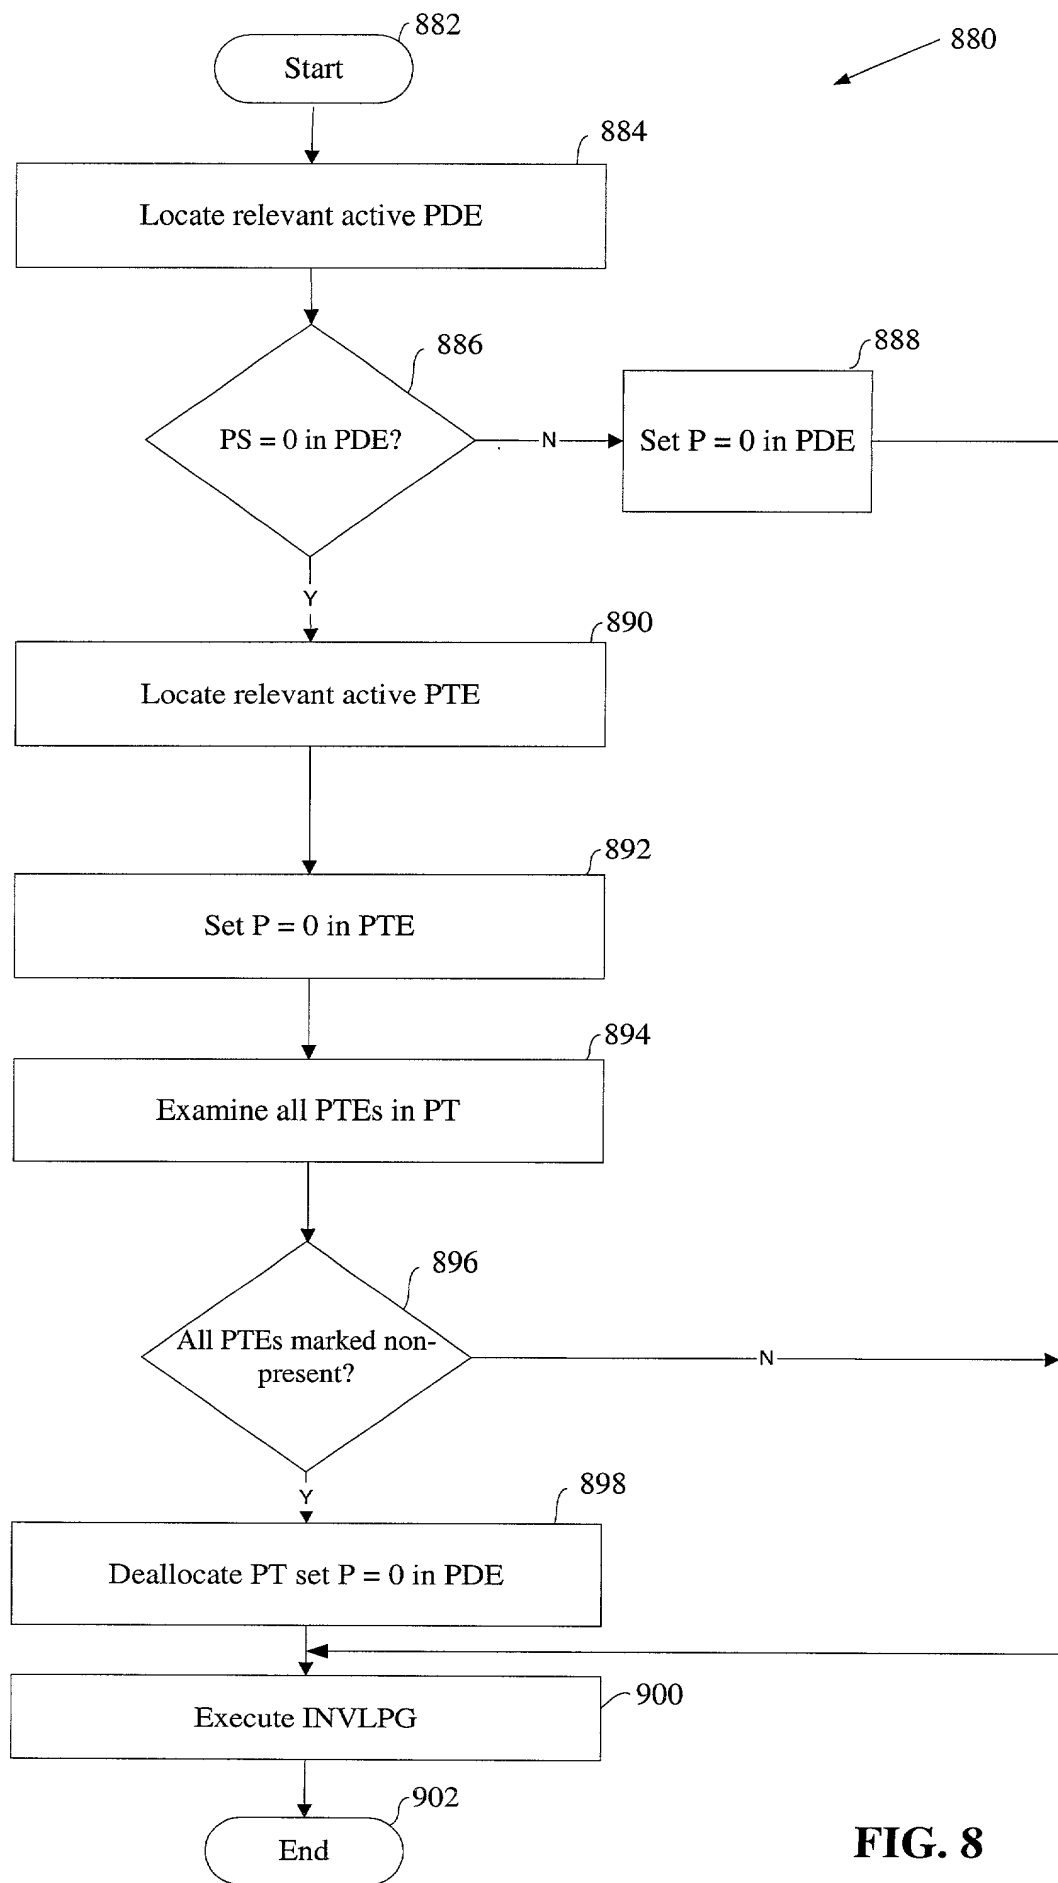 882
Start
880
884
Locate relevant active PDE
886
PS = 0 in PDE?
N
888
Set P = 0 in PDE
Y
890
Locate relevant active PTE
892
Set P = 0 in PTE
894
Examine all PTEs in PT
896
All PTEs marked non-
present?
N
Y
898
Deallocate PT set P = 0 in PDE
900
Execute INVLPG
902
End
FIG. 8